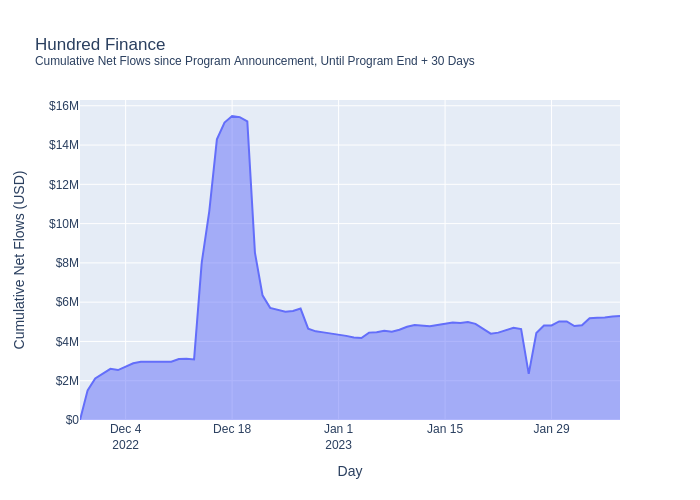 Hundred Finance
Cumulative Net Flows since Program Announcement, Until Program End + 30 Days
Cumulative Net Flows (USD)
$16M
$14M
$12M
$10M
$8M
$6M
$4M
$2M
$0
Dec 4 Dec 18 Jan 1 Jan 15 Jan 29
2022 2023
Day